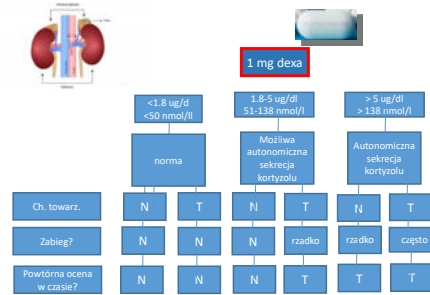 1 mg dexa
<1.8 ug/d
<50 nmol/ll
1.8-5 ug/dl
51-138 nmol/l
> 5 ug/dl
> 138 nmol/l
norma
Możliwa
autonomiczna
sekrecja
kortyzolu
Autonomiczna
sekrecja
kortyzolu
Ch. towarz.
N
T
N
T
N
T
Zabieg?
N
N
N
rzadko
rzadko
często
Powtórna ocena
w czasie?
N
N
N
T
T
T